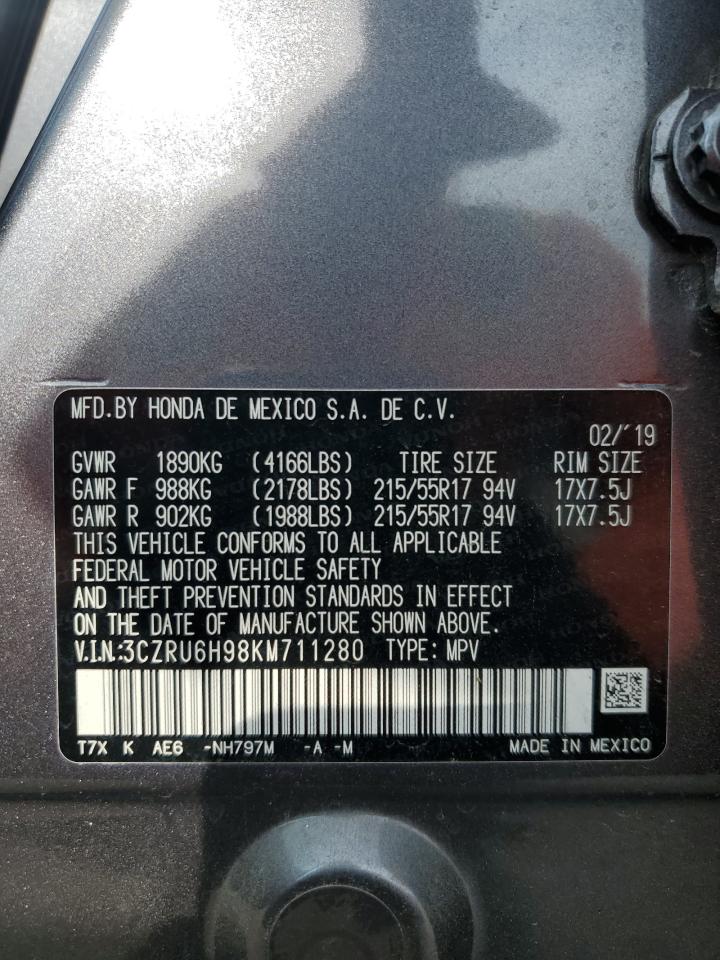 MFD.BY HONDA DE MEXICO S.A. DE C.V.
02/'19
GVWR 1890KG (4166LBS) TIRE SIZE RIM SIZE
GAWR F 988KG (2178LBS) 215/55R17 94V 17X7.5J
GAWR R 902KG (1988LBS) 215/55R17 94V 17X7.5J
THIS VEHICLE CONFORMS TO ALL APPLICABLE
FEDERAL MOTOR VEHICLE SAFETY
AND THEFT PREVENTION STANDARDS IN EFFECT
ON THE DATE OF MANUFACTURE SHOWN ABOVE.
V.I.N:3CZRU6H98KM711280 TYPE: MPV
T7X K AE6 -NH797M -A -M MADE IN MEXICO